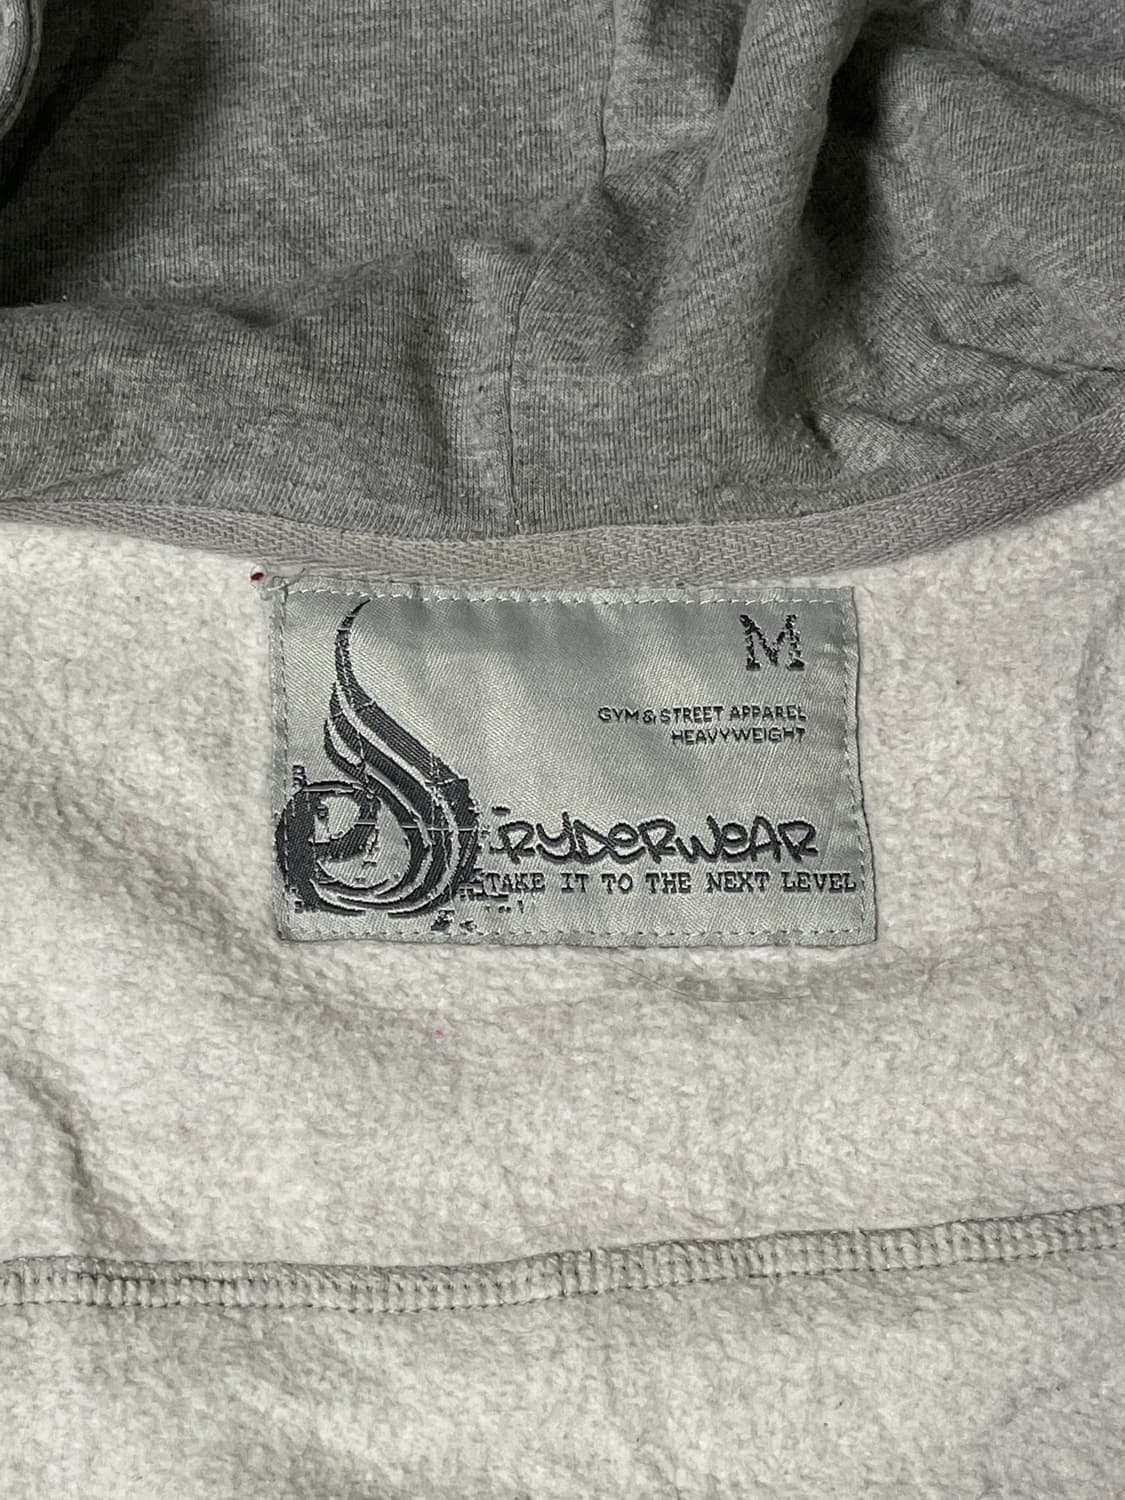 M
GYM & STREET APPAREL
HEAVYWEIGHT
RYDERWEAR
TAKE IT TO THE NEXT LEVEL